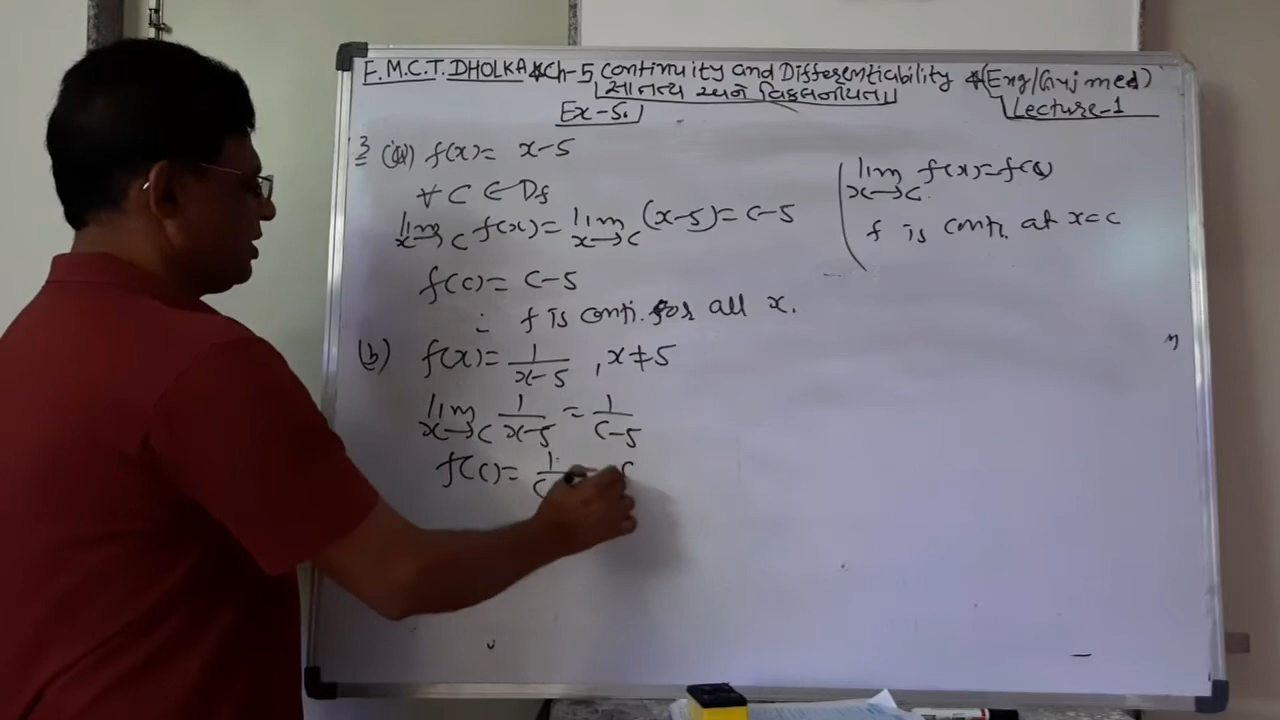 F.M.C.T. DHOLKA * Ch-5 Continuity and Differentiability * (Eng/Guj med)
સાતત્ય અને વિકલનીયતા
Lecture-1
Ex-5.1
3 (a) f(x)= x-5
∀ C ∈ Df
lim x→c f(x)= lim x→c (x-5)= c-5
f(c)= c-5
∴ f is conti. for all x.
(b) f(x)= 1/(x-5) , x≠5
lim x→c 1/(x-5) = 1/(c-5)
f(c)= 1/
lim x→c f(x)=f(c)
f is conti. at x=c